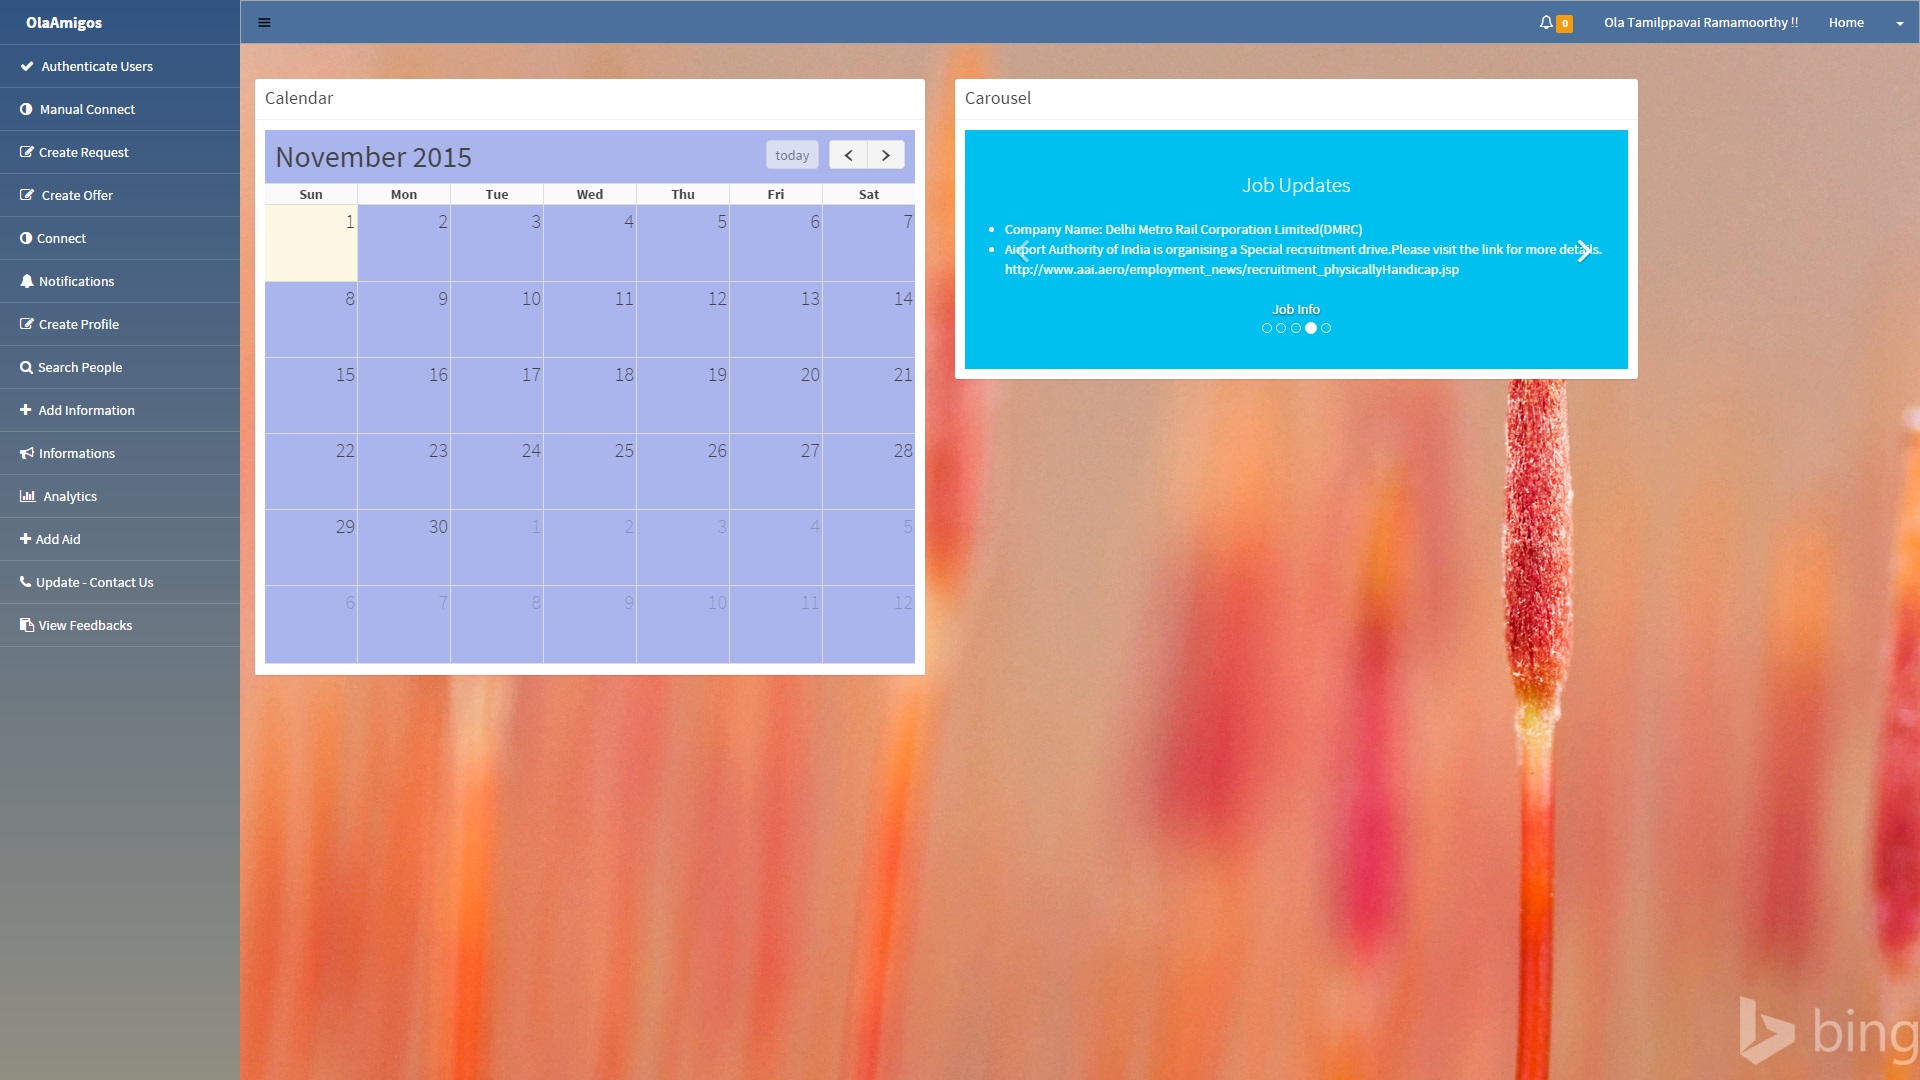 OlaAmigos
0
Ola Tamilppavai Ramamoorthy !!
Home
Authenticate Users
Manual Connect
Create Request
Create Offer
Connect
Notifications
Create Profile
Search People
Add Information
Informations
Analytics
Add Aid
Update - Contact Us
View Feedbacks
Calendar
November 2015
today
Sun Mon Tue Wed Thu Fri Sat
1 2 3 4 5 6 7
8 9 10 11 12 13 14
15 16 17 18 19 20 21
22 23 24 25 26 27 28
29 30 1 2 3 4 5
6 7 8 9 10 11 12
Carousel
Job Updates
Company Name: Delhi Metro Rail Corporation Limited(DMRC)
Airport Authority of India is organising a Special recruitment drive.Please visit the link for more details.
http://www.aai.aero/employment_news/recruitment_physicallyHandicap.jsp
Job Info
bing